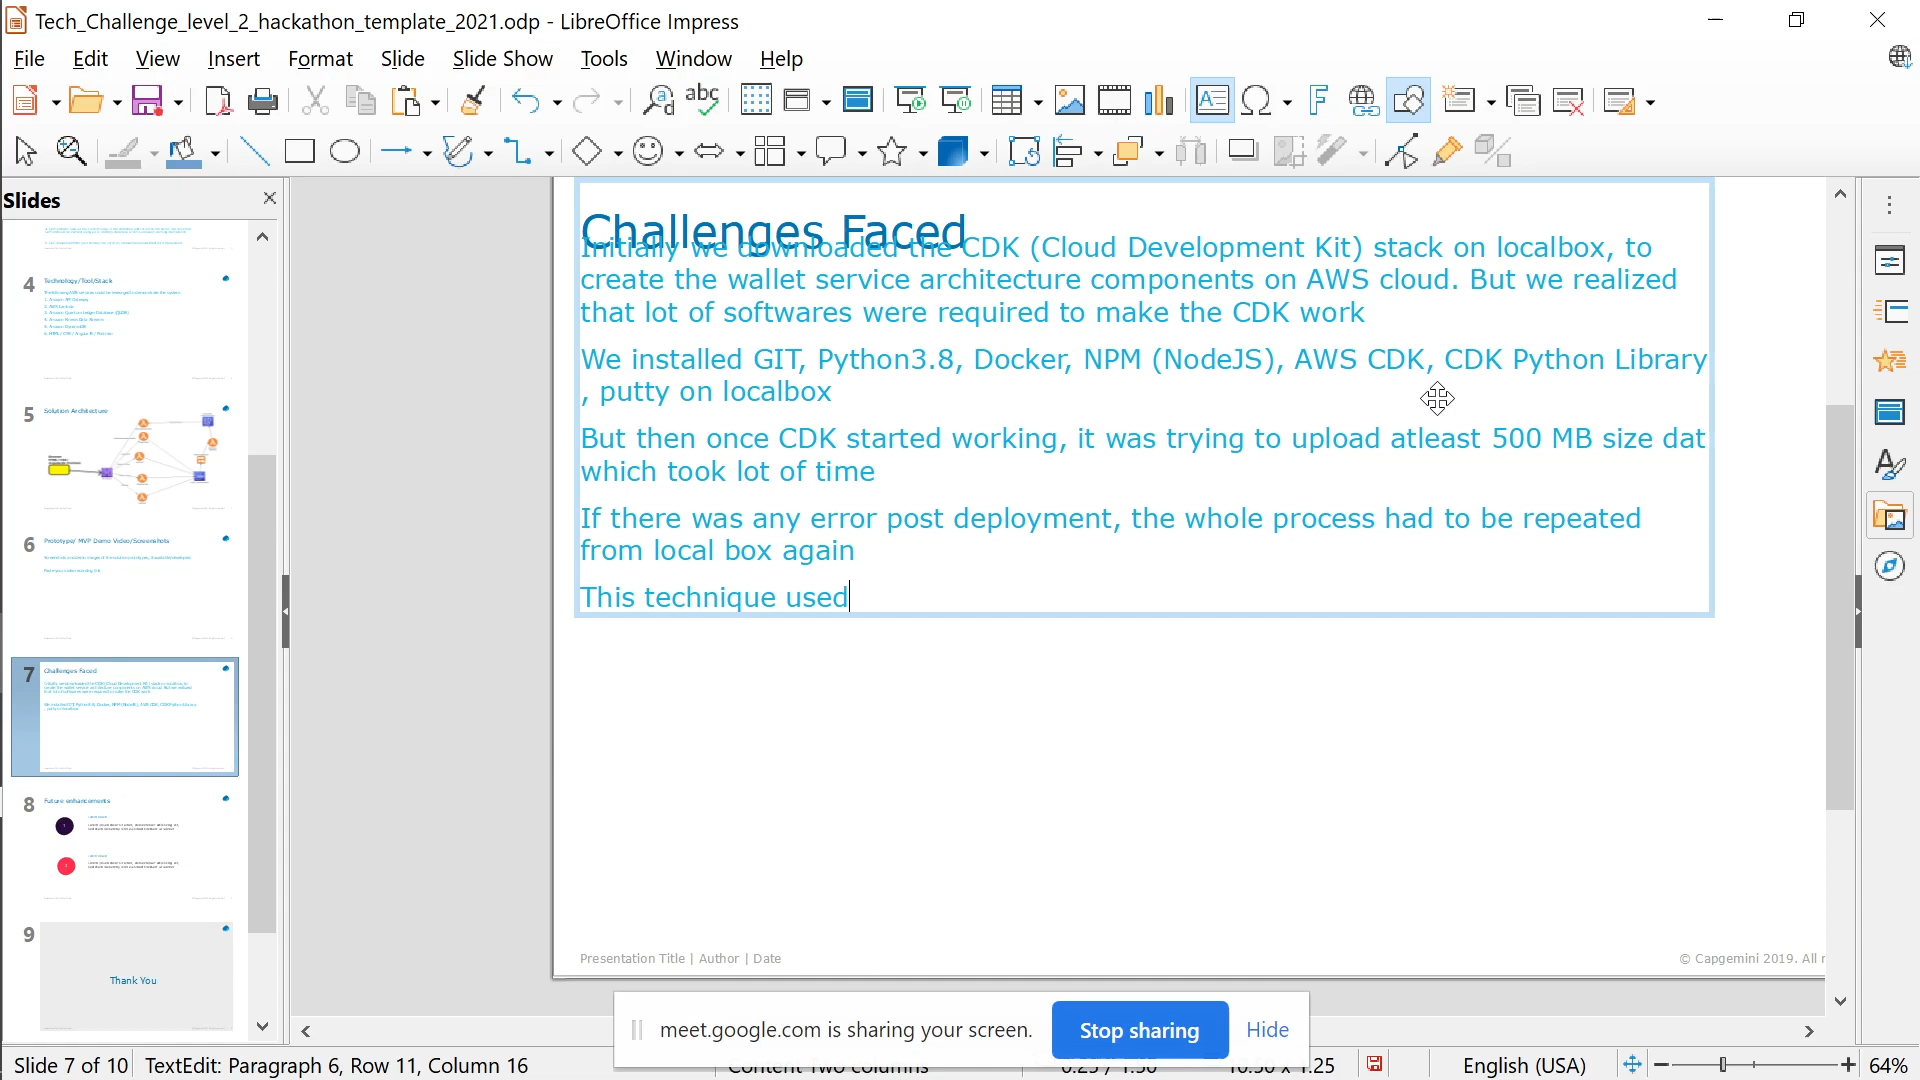 Tech_Challenge_level_2_hackathon_template_2021.odp - LibreOffice Impress
File Edit View Insert Format Slide Slide Show Tools Window Help
Slides
4 Technology/Tool/Stack
5 Solution Architecture
6 Prototype/ MVP Demo Video/Screenshots
7 Challenges Faced
8 Future enhancements
9
Thank You
Challenges Faced
Initially we downloaded the CDK (Cloud Development Kit) stack on localbox, to
create the wallet service architecture components on AWS cloud. But we realized
that lot of softwares were required to make the CDK work
We installed GIT, Python3.8, Docker, NPM (NodeJS), AWS CDK, CDK Python Library
, putty on localbox
But then once CDK started working, it was trying to upload atleast 500 MB size dat
which took lot of time
If there was any error post deployment, the whole process had to be repeated
from local box again
This technique used
Presentation Title | Author | Date
© Capgemini 2019. All r
meet.google.com is sharing your screen. Stop sharing Hide
Slide 7 of 10 TextEdit: Paragraph 6, Row 11, Column 16 Content Two columns English (USA) 64%